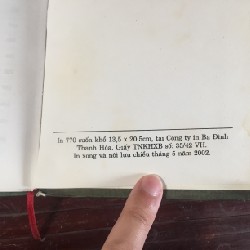 In 770 cuốn khổ 13,5 x 20.5cm, tại Công ty in Ba Đình
Thanh Hóa. Giấy TNKHXB số: 35/42 VII.
In xong và nộp lưu chiểu tháng 5 năm 2002.